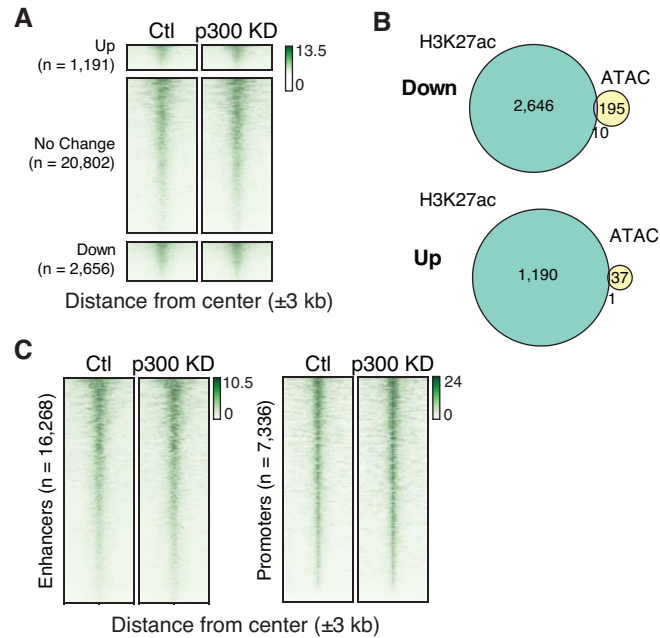 A
Ctl p300 KD
Up
(n = 1,191)
13.5
0
No Change
(n = 20,802)
Down
(n = 2,656)
Distance from center (±3 kb)
B
H3K27ac
ATAC
Down
2,646
195
10
H3K27ac
ATAC
Up
1,190
37
1
C
Ctl p300 KD
10.5
0
Enhancers (n = 16,268)
Ctl p300 KD
24
0
Promoters (n = 7,336)
Distance from center (±3 kb)